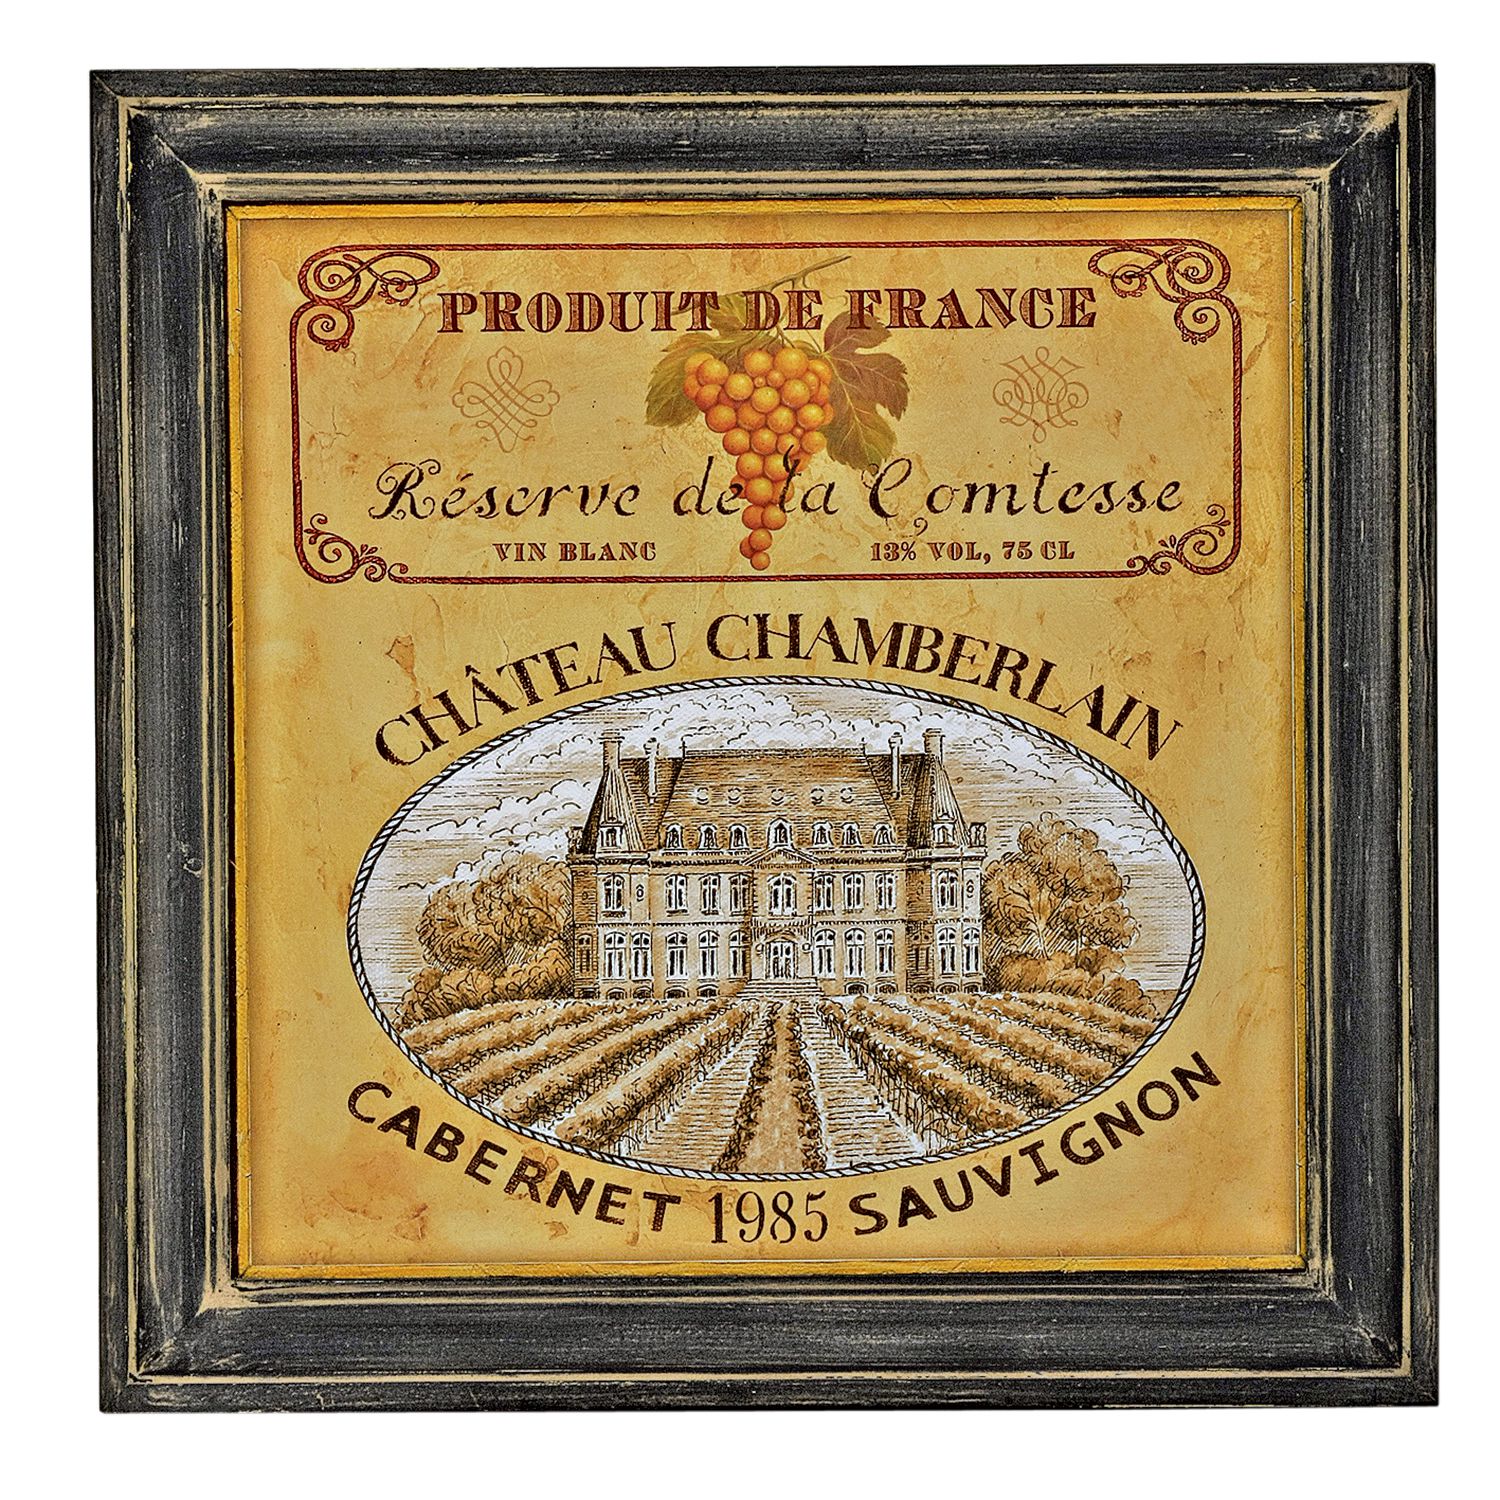 PRODUIT DE FRANCE
Réserve de la Comtesse
VIN BLANC 13% VOL, 75 CL
CHÂTEAU CHAMBERLAIN
CABERNET 1985 SAUVIGNON